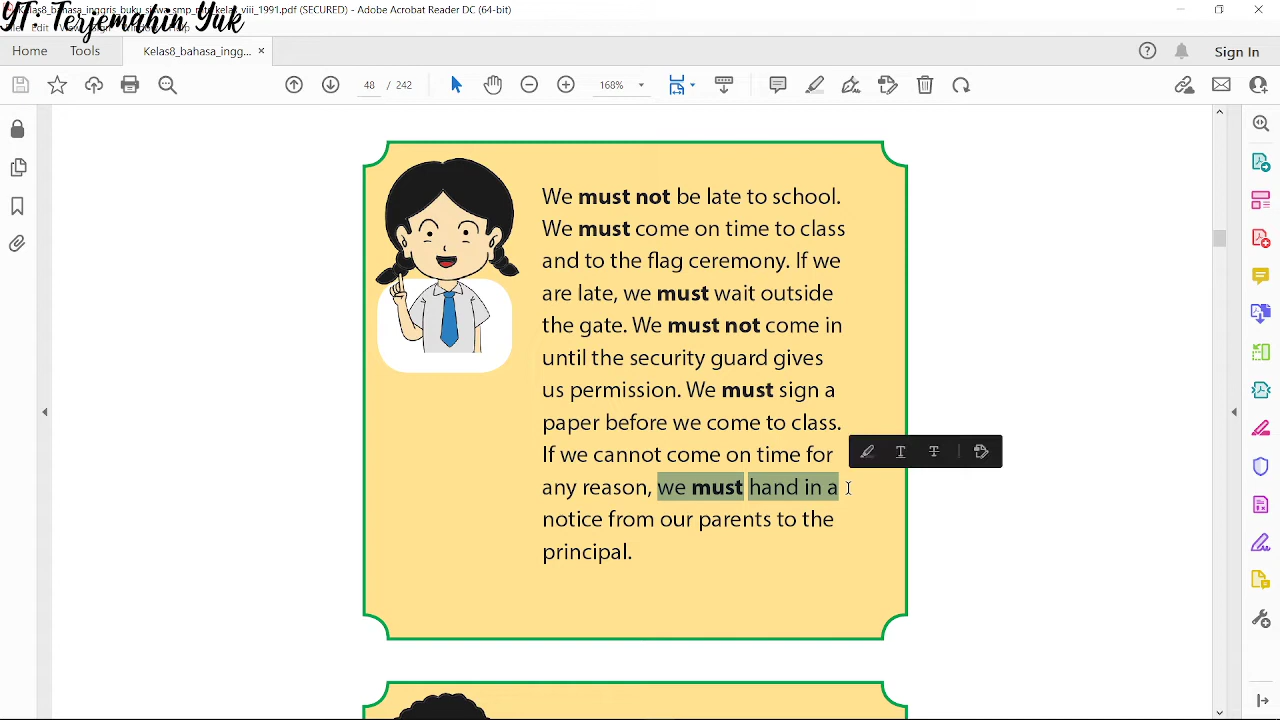 YT: Terjemahin Yuk
- Adobe Acrobat Reader DC (64-bit)
Home
Tools
Kelas8_bahasa_ingg...
Sign In
48 / 242
168%
We must not be late to school.
We must come on time to class
and to the flag ceremony. If we
are late, we must wait outside
the gate. We must not come in
until the security guard gives
us permission. We must sign a
paper before we come to class.
If we cannot come on time for
any reason, we must hand in a
notice from our parents to the
principal.